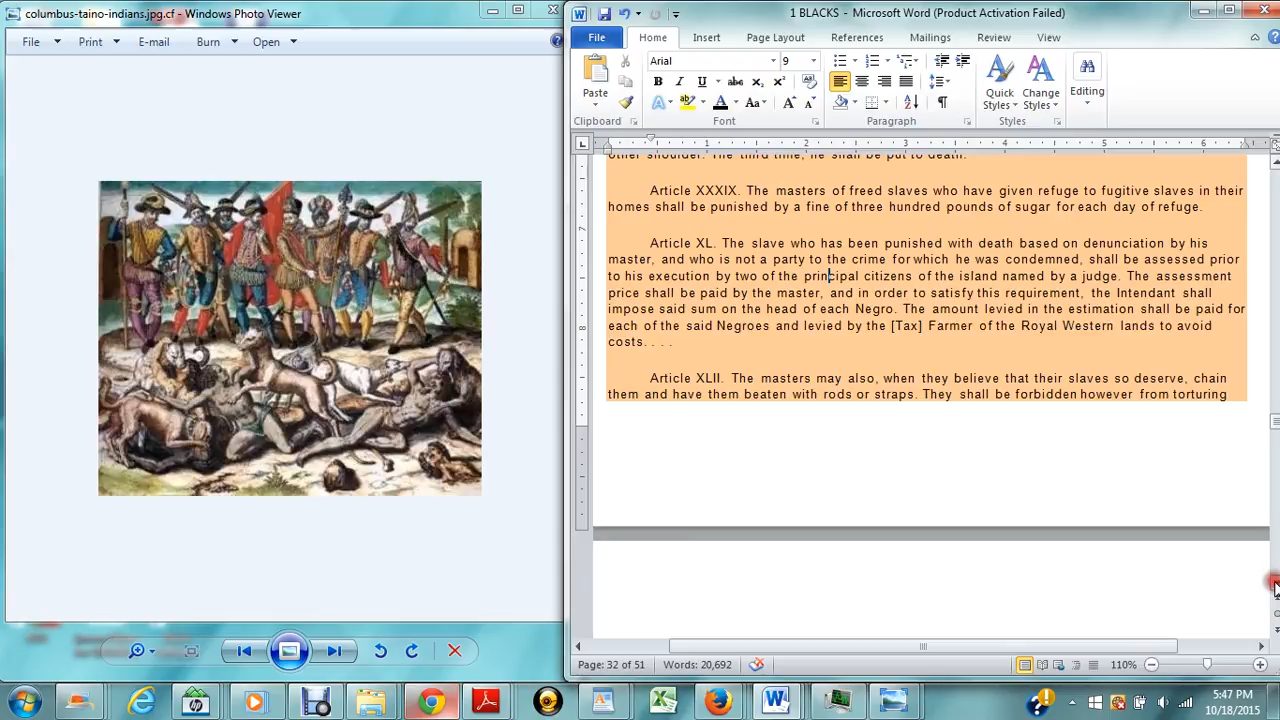 columbus-taino-indians.jpg.cf - Windows Photo Viewer
File Print E-mail Burn Open
1 BLACKS - Microsoft Word (Product Activation Failed)
File Home Insert Page Layout References Mailings Review View
Arial 9
Paste
Quick Styles
Change Styles
Editing
Clipboard Font Paragraph Styles
1 2 3 4 5 6
other shoulder. The third time, he shall be put to death.
Article XXXIX. The masters of freed slaves who have given refuge to fugitive slaves in their
homes shall be punished by a fine of three hundred pounds of sugar for each day of refuge.
Article XL. The slave who has been punished with death based on denunciation by his
master, and who is not a party to the crime for which he was condemned, shall be assessed prior
to his execution by two of the principal citizens of the island named by a judge. The assessment
price shall be paid by the master, and in order to satisfy this requirement, the Intendant shall
impose said sum on the head of each Negro. The amount levied in the estimation shall be paid for
each of the said Negroes and levied by the [Tax] Farmer of the Royal Western lands to avoid
costs. . . .
Article XLII. The masters may also, when they believe that their slaves so deserve, chain
them and have them beaten with rods or straps. They shall be forbidden however from torturing
Page: 32 of 51 Words: 20,692 110%
5:47 PM
10/18/2015